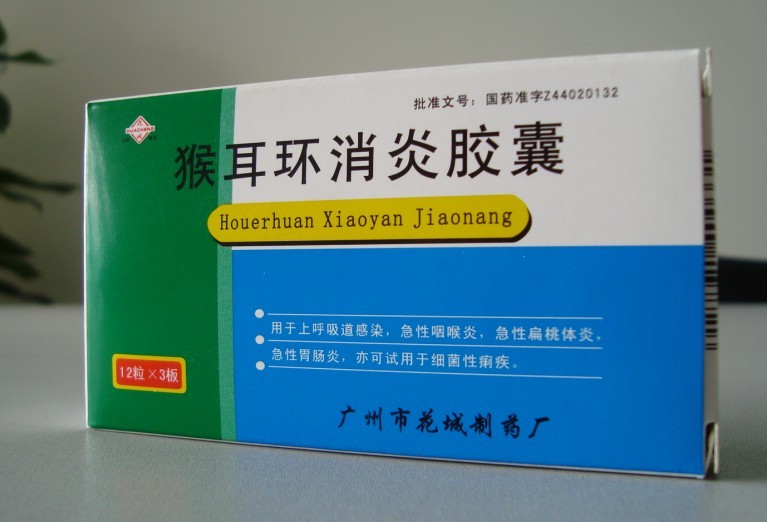 批准文号：国药准字Z44020132
HUACHENG
猴耳环消炎胶囊
Houerhuan Xiaoyan Jiaonang
用于上呼吸道感染，急性咽喉炎，急性扁桃体炎，
急性胃肠炎，亦可试用于细菌性痢疾。
12粒×3板
广州市花城制药厂